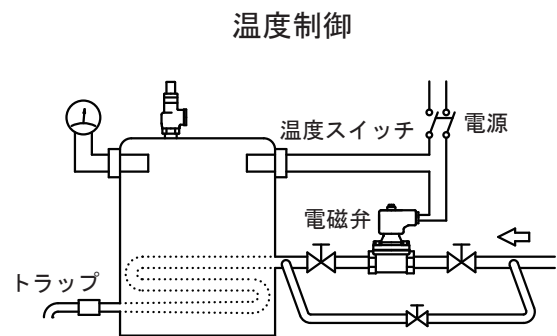 温度制御
温度スイッチ
電源
電磁弁
トラップ